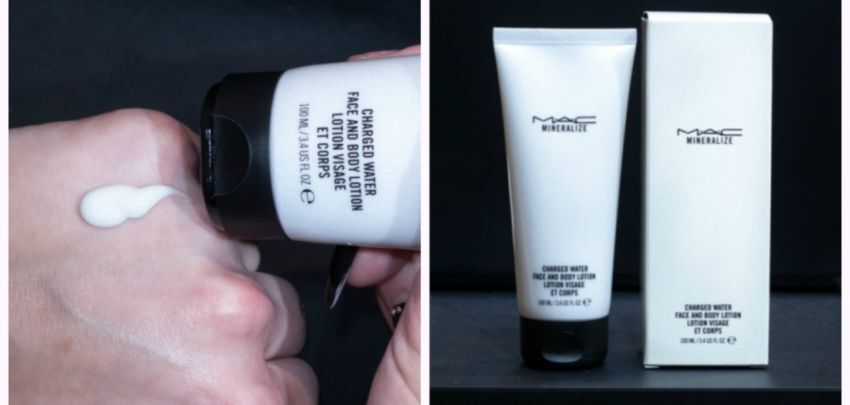 CHARGED WATER
FACE AND BODY LOTION
LOTION VISAGE
ET CORPS
100 ML / 3.4 US FL OZ ℮
MAC
MINERALIZE
CHARGED WATER
FACE AND BODY LOTION
LOTION VISAGE
ET CORPS
100 ML / 3.4 US FL OZ ℮
MAC
MINERALIZE
CHARGED WATER
FACE AND BODY LOTION
LOTION VISAGE
ET CORPS
100 ML / 3.4 US FL OZ ℮